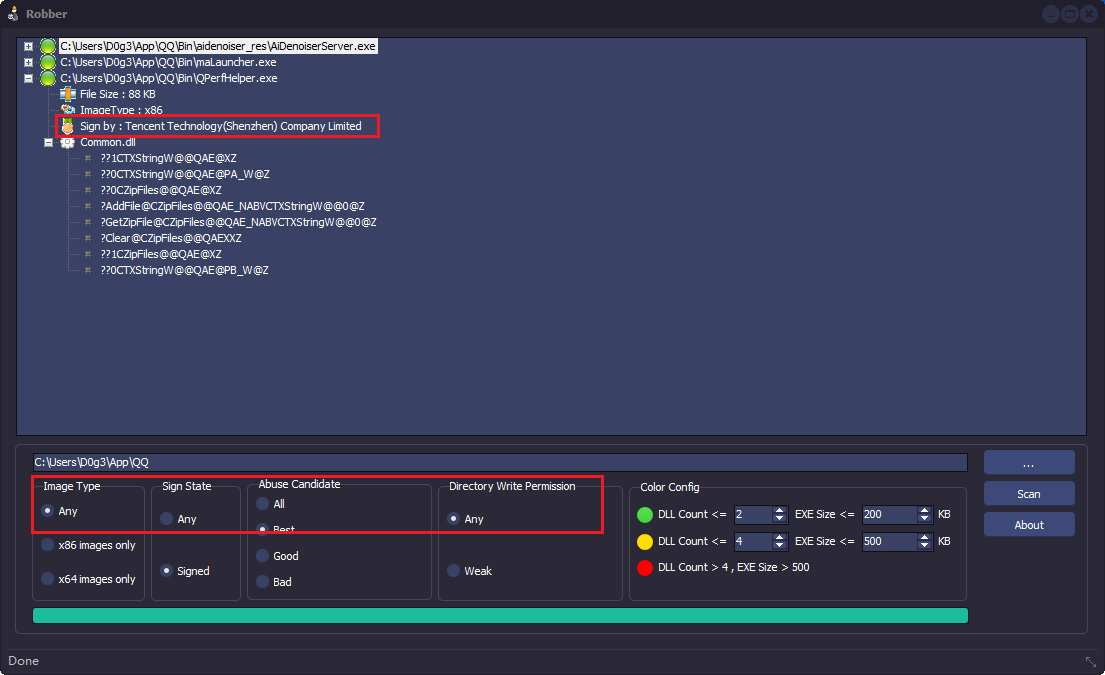 Robber
C:\Users\D0g3\App\QQ\Bin\aidenoiser_res\AiDenoiserServer.exe
C:\Users\D0g3\App\QQ\Bin\maLauncher.exe
C:\Users\D0g3\App\QQ\Bin\QPerfHelper.exe
File Size : 88 KB
ImageType : x86
Sign by : Tencent Technology(Shenzhen) Company Limited
Common.dll
??1CTXStringW@@QAE@XZ
??0CTXStringW@@QAE@PA_W@Z
??0CZipFiles@@QAE@XZ
?AddFile@CZipFiles@@QAE_NABVCTXStringW@@0@Z
?GetZipFile@CZipFiles@@QAE_NABVCTXStringW@@0@Z
?Clear@CZipFiles@@QAEXXZ
??1CZipFiles@@QAE@XZ
??0CTXStringW@@QAE@PB_W@Z
C:\Users\D0g3\App\QQ
...
Scan
About
Image Type
Any
x86 images only
x64 images only
Sign State
Any
Signed
Abuse Candidate
All
Best
Good
Bad
Directory Write Permission
Any
Weak
Color Config
DLL Count <= 2 EXE Size <= 200 KB
DLL Count <= 4 EXE Size <= 500 KB
DLL Count > 4 , EXE Size > 500
Done